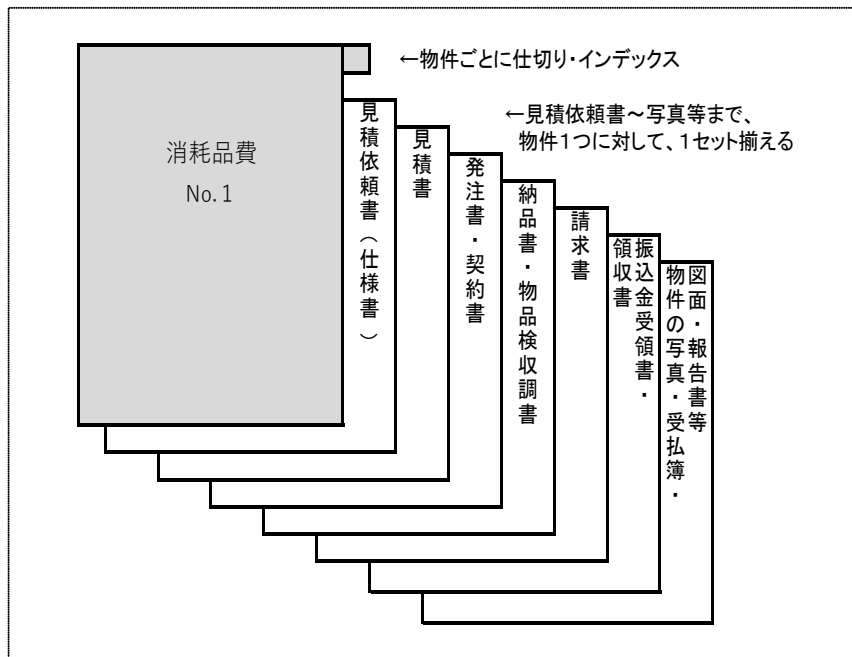 ←物件ごとに仕切り・インデックス
←見積依頼書～写真等まで、
物件１つに対して、１セット揃える
消耗品費
No.1
見積依頼書（仕様書）
見積書
発注書・契約書
納品書・物品検収調書
請求書
振込金受領書・
領収書
図面・報告書等
物件の写真・受払簿・